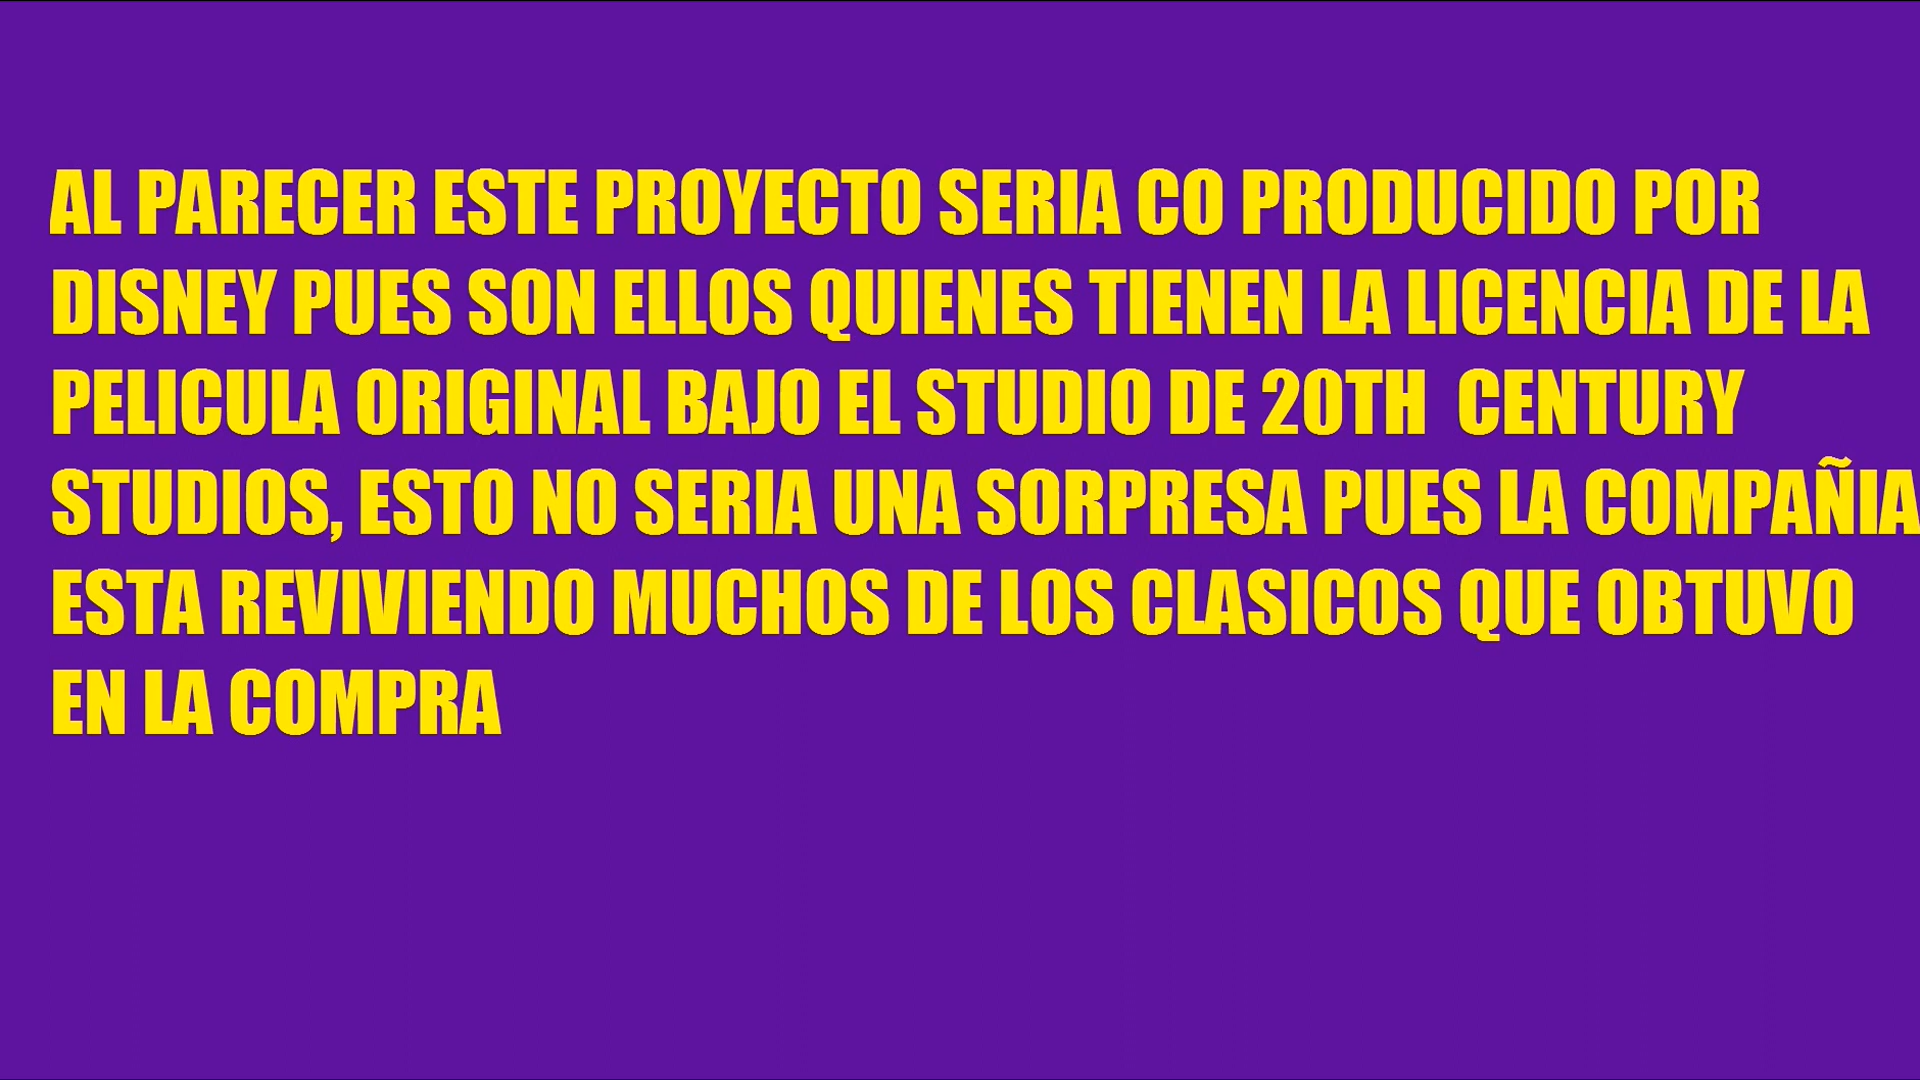 AL PARECER ESTE PROYECTO SERIA CO PRODUCIDO POR
DISNEY PUES SON ELLOS QUIENES TIENEN LA LICENCIA DE LA
PELICULA ORIGINAL BAJO EL STUDIO DE 20TH  CENTURY
STUDIOS, ESTO NO SERIA UNA SORPRESA PUES LA COMPAÑIA
ESTA REVIVIENDO MUCHOS DE LOS CLASICOS QUE OBTUVO
EN LA COMPRA